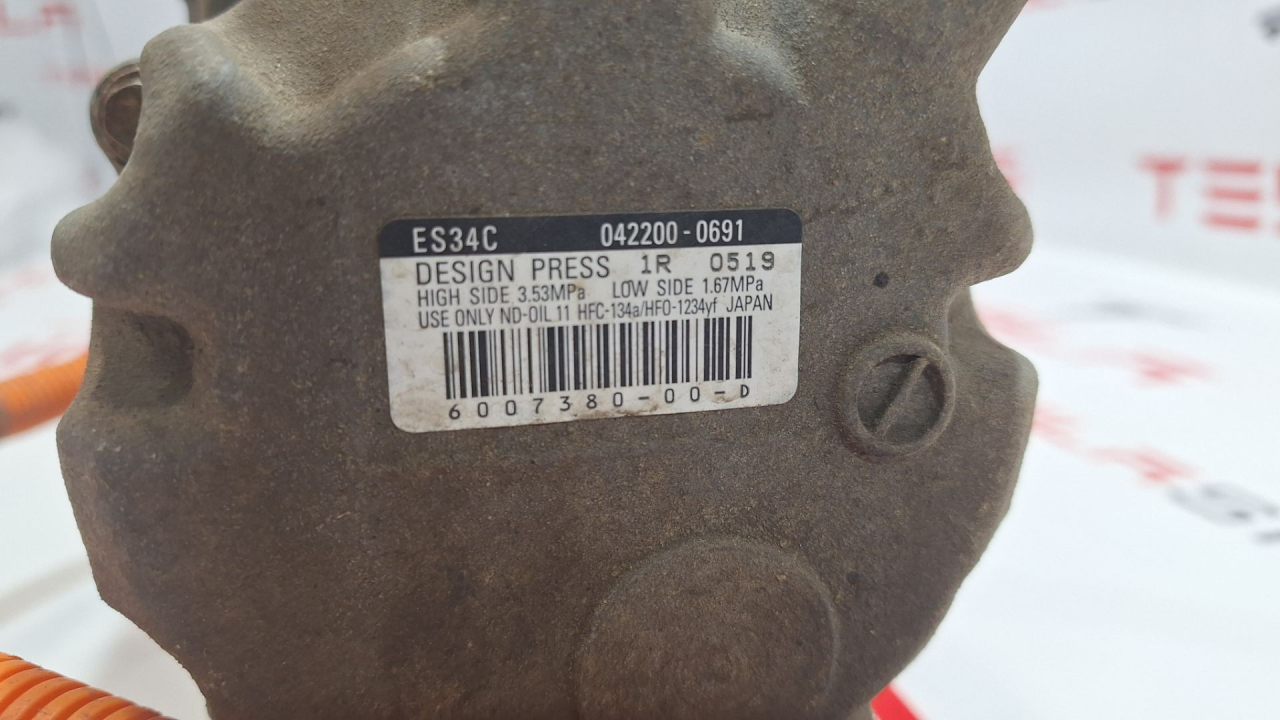 ES34C 042200-0691
DESIGN PRESS 1R 0519
HIGH SIDE 3.53MPa LOW SIDE 1.67MPa
USE ONLY ND-OIL 11 HFC-134a/HFO-1234yf JAPAN
6007380-00-D